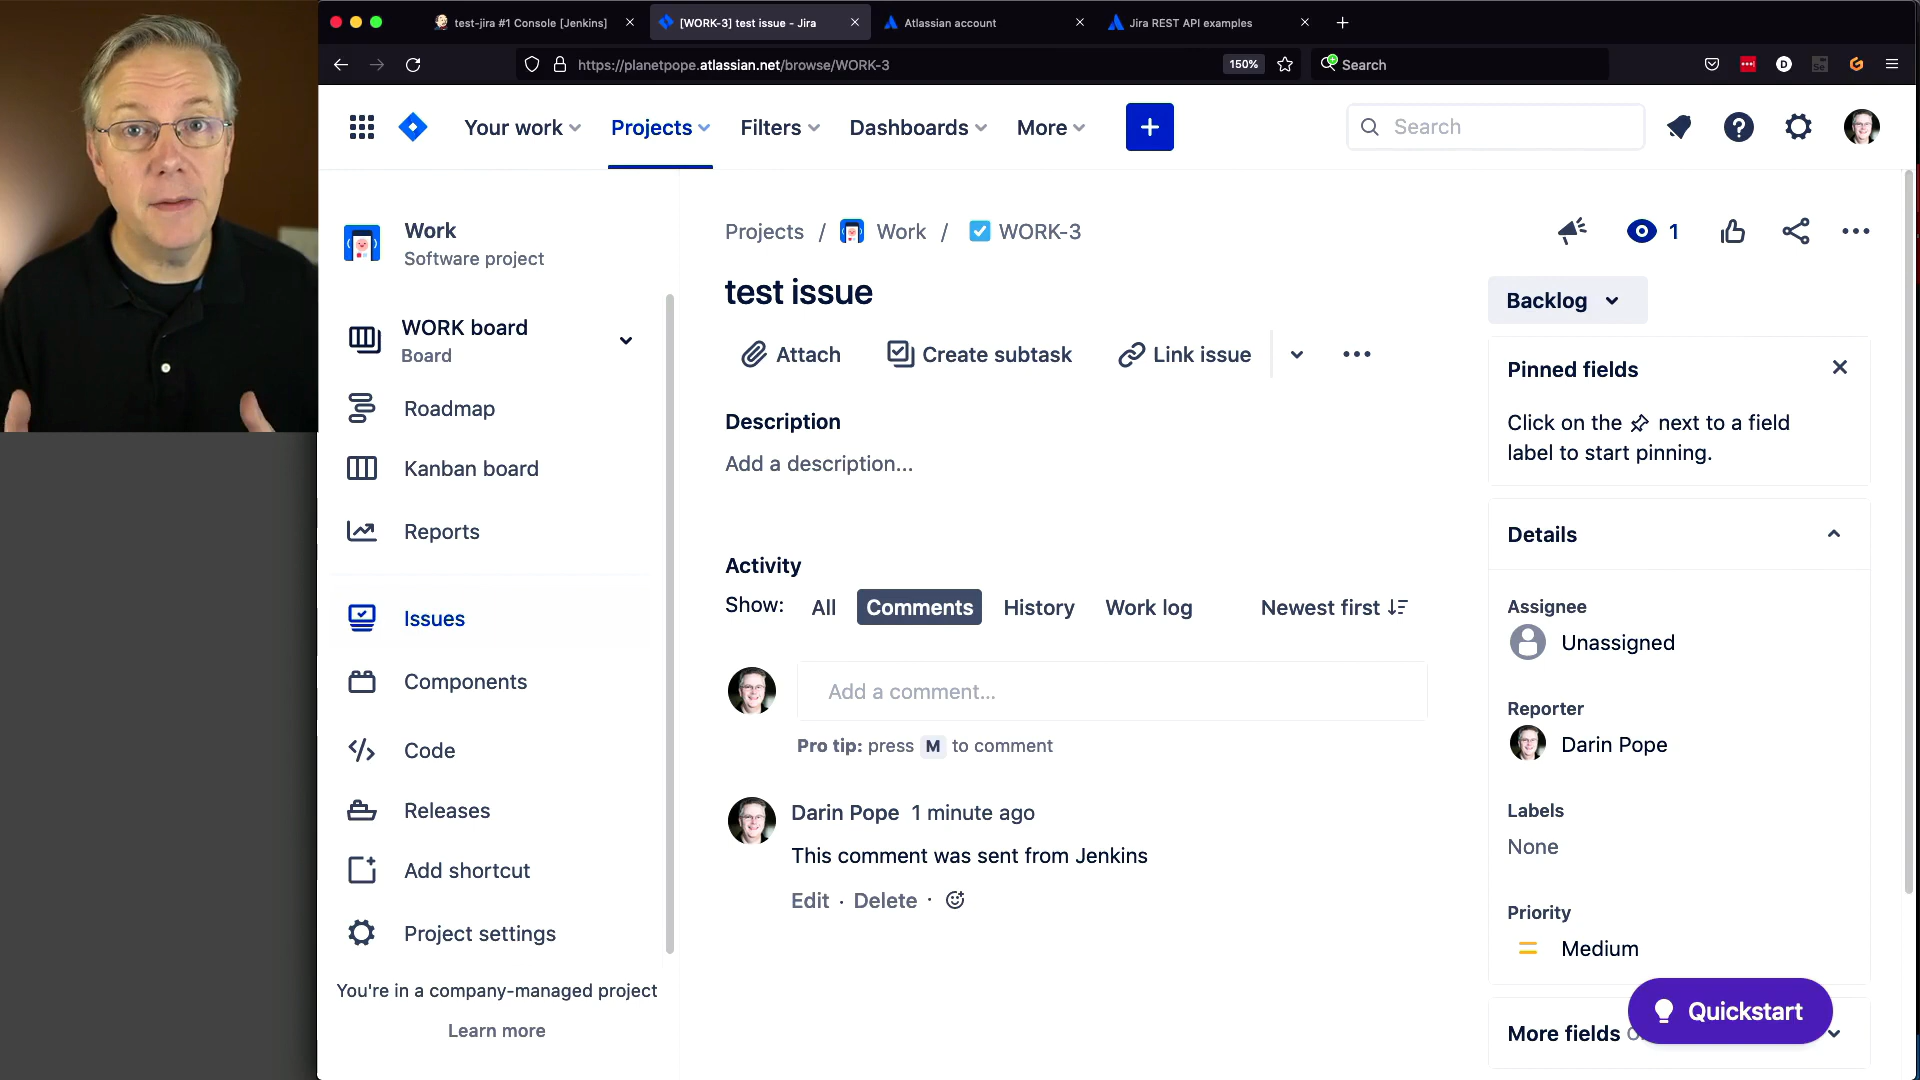 test-jira #1 Console [Jenkins]
[WORK-3] test issue - Jira
Atlassian account
Jira REST API examples
https://planetpope.atlassian.net/browse/WORK-3
150%
Search
Your work
Projects
Filters
Dashboards
More
Search
Work
Software project
WORK board
Board
Roadmap
Kanban board
Reports
Issues
Components
Code
Releases
Add shortcut
Project settings
You're in a company-managed project
Learn more
Projects / Work / WORK-3
1
test issue
Attach
Create subtask
Link issue
Description
Add a description...
Activity
Show: All Comments History Work log Newest first
Add a comment...
Pro tip: press M to comment
Darin Pope 1 minute ago
This comment was sent from Jenkins
Edit · Delete ·
Backlog
Pinned fields
Click on the next to a field
label to start pinning.
Details
Assignee
Unassigned
Reporter
Darin Pope
Labels
None
Priority
Medium
Quickstart
More fields